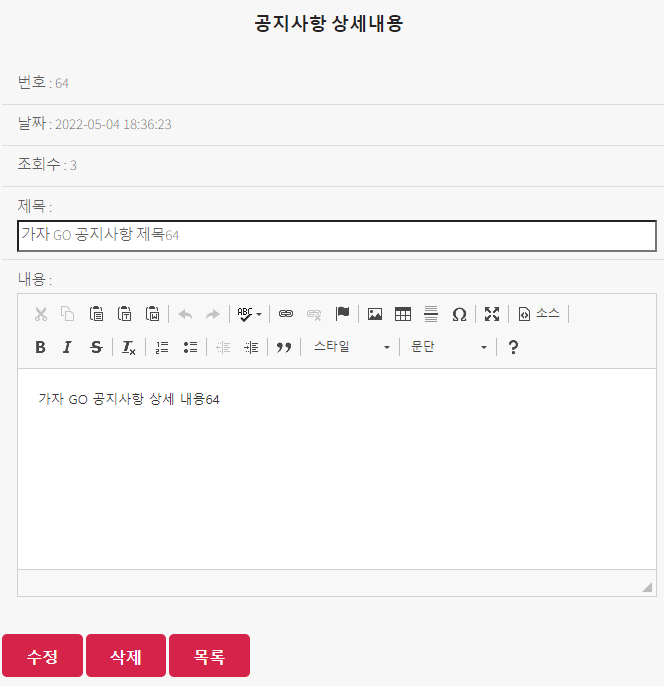 공지사항 상세내용
번호 : 64
날짜 : 2022-05-04 18:36:23
조회수 : 3
제목 :
가자 GO 공지사항 제목64
내용 :
ABC Ω 소스
B I S Tx 스타일 문단 ?
가자 GO 공지사항 상세 내용64
수정 삭제 목록